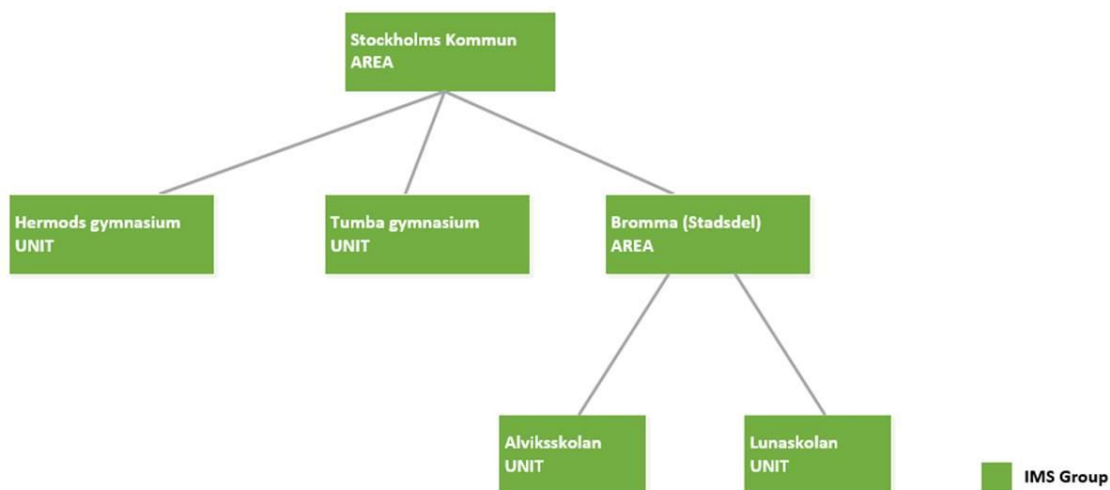 Stockholms Kommun
AREA
Hermods gymnasium
UNIT
Tumba gymnasium
UNIT
Bromma (Stadsdel)
AREA
Alviksskolan
UNIT
Lunaskolan
UNIT
IMS Group